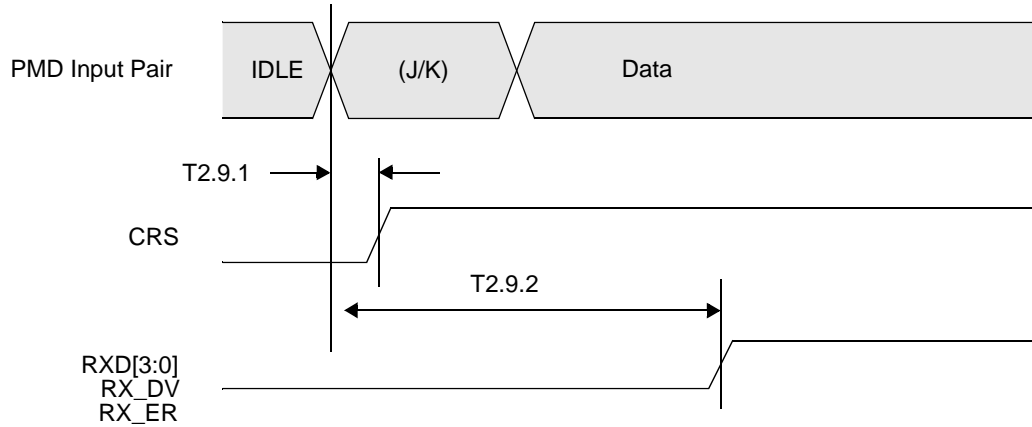 PMD Input Pair
IDLE
(J/K)
Data
T2.9.1
CRS
T2.9.2
RXD[3:0]
RX_DV
RX_ER